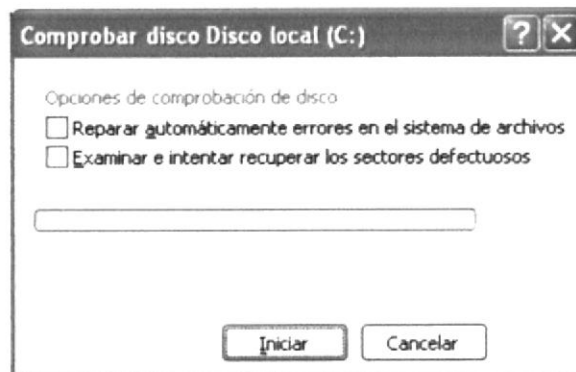 Comprobar disco Disco local (C:)
Opciones de comprobación de disco
Reparar automáticamente errores en el sistema de archivos
Examinar e intentar recuperar los sectores defectuosos
Iniciar
Cancelar